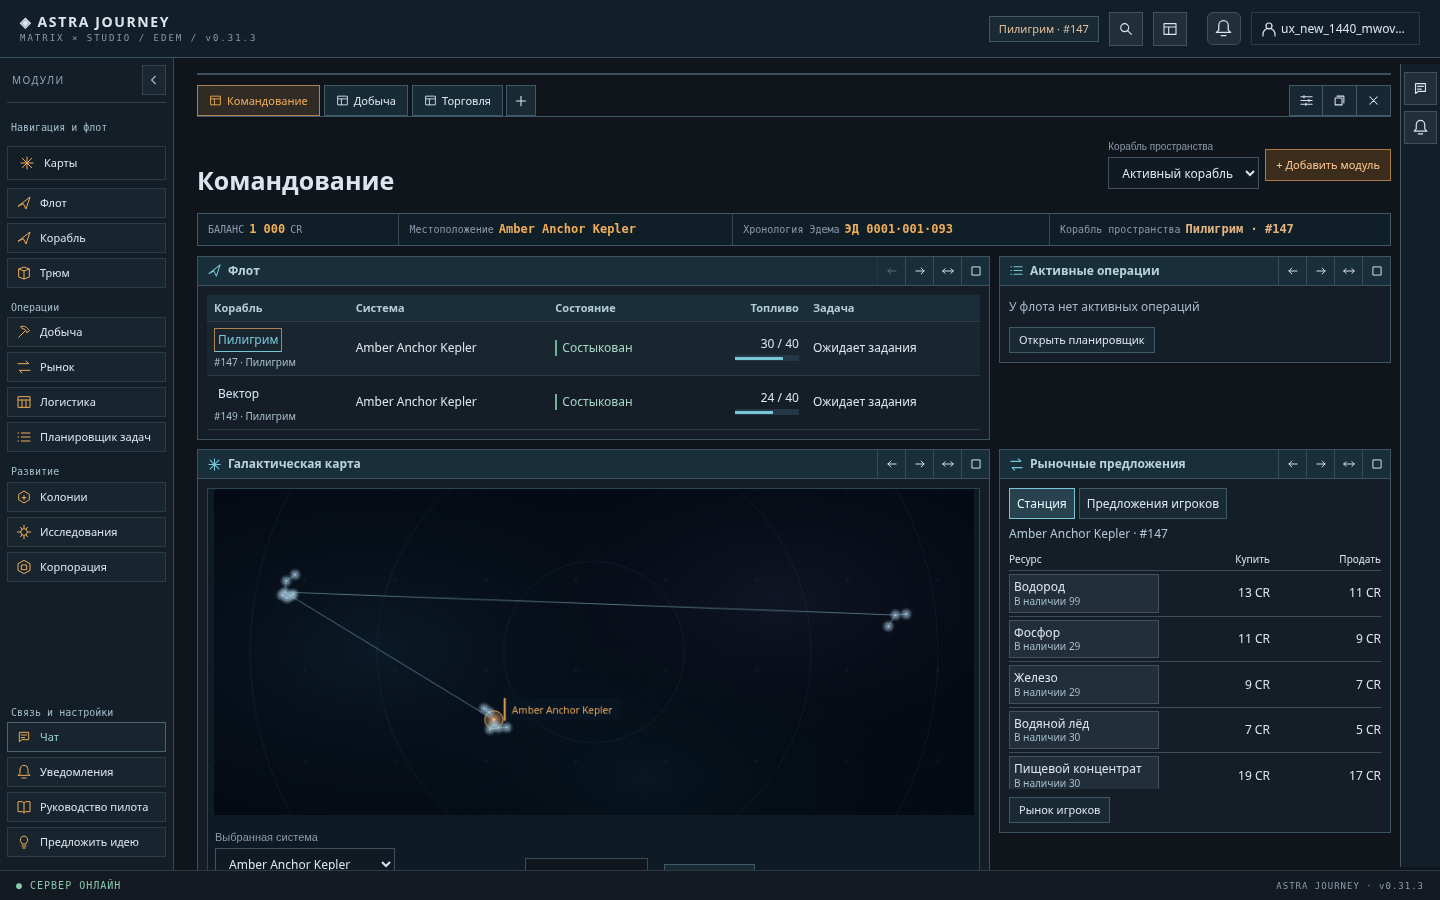 ◈ ASTRA JOURNEY
MATRIX × STUDIO / EDEM / v0.31.3
Пилигрим · #147
ux_new_1440_mwov...
МОДУЛИ
Навигация и флот
Карты
Флот
Корабль
Трюм
Операции
Добыча
Рынок
Логистика
Планировщик задач
Развитие
Колонии
Исследования
Корпорация
Связь и настройки
Чат
Уведомления
Руководство пилота
Предложить идею
Командование
Добыча
Торговля
Командование
Корабль пространства
Активный корабль
+ Добавить модуль
БАЛАНС 1 000 CR
Местоположение Amber Anchor Kepler
Хронология Эдема ЭД 0001·001·093
Корабль пространства Пилигрим · #147
Флот
Корабль Система Состояние Топливо Задача
Пилигрим
#147 · Пилигрим
Amber Anchor Kepler Состыкован 30 / 40 Ожидает задания
Вектор
#149 · Пилигрим
Amber Anchor Kepler Состыкован 24 / 40 Ожидает задания
Активные операции
У флота нет активных операций
Открыть планировщик
Галактическая карта
Amber Anchor Kepler
Выбранная система
Amber Anchor Kepler
Рыночные предложения
Станция
Предложения игроков
Amber Anchor Kepler · #147
Ресурс Купить Продать
Водород
В наличии 99
13 CR 11 CR
Фосфор
В наличии 29
11 CR 9 CR
Железо
В наличии 29
9 CR 7 CR
Водяной лёд
В наличии 30
7 CR 5 CR
Пищевой концентрат
В наличии 30
19 CR 17 CR
Рынок игроков
СЕРВЕР ОНЛАЙН
ASTRA JOURNEY · v0.31.3